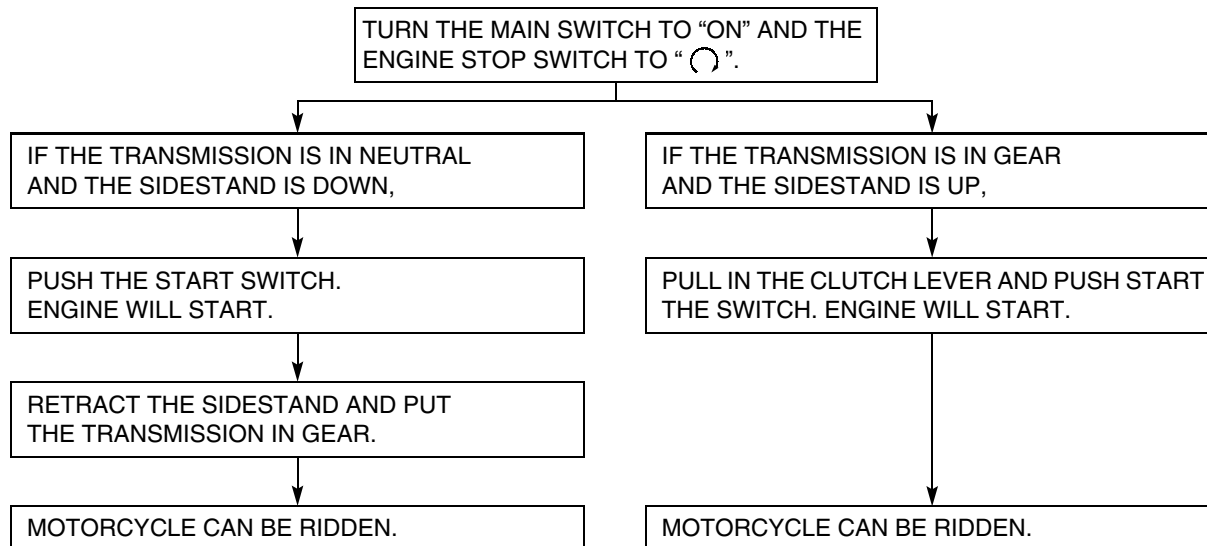 TURN THE MAIN SWITCH TO “ON” AND THE
ENGINE STOP SWITCH TO “ ”.
IF THE TRANSMISSION IS IN NEUTRAL
AND THE SIDESTAND IS DOWN,
PUSH THE START SWITCH.
ENGINE WILL START.
RETRACT THE SIDESTAND AND PUT
THE TRANSMISSION IN GEAR.
MOTORCYCLE CAN BE RIDDEN.
IF THE TRANSMISSION IS IN GEAR
AND THE SIDESTAND IS UP,
PULL IN THE CLUTCH LEVER AND PUSH START
THE SWITCH. ENGINE WILL START.
MOTORCYCLE CAN BE RIDDEN.